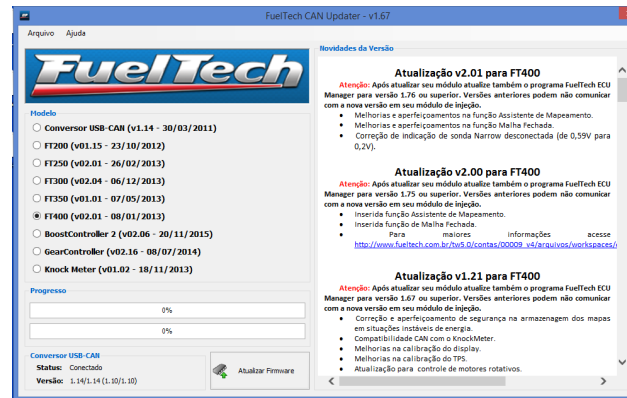 FuelTech CAN Updater - v1.67
Arquivo Ajuda
FuelTech
Modelo
Conversor USB-CAN (v1.14 - 30/03/2011)
FT200 (v01.15 - 23/10/2012)
FT250 (v02.01 - 26/02/2013)
FT300 (v02.04 - 06/12/2013)
FT350 (v01.01 - 07/05/2013)
FT400 (v02.01 - 08/01/2013)
BoostController 2 (v02.06 - 20/11/2015)
GearController (v02.16 - 08/07/2014)
Knock Meter (v01.02 - 18/11/2013)
Progresso
0%
0%
Conversor USB-CAN
Status: Conectado
Versão: 1.14/1.14 (1.10/1.10)
Atualizar Firmware
Novidades da Versão
Atualização v2.01 para FT400
Atenção: Após atualizar seu módulo atualize também o programa FuelTech ECU
Manager para versão 1.76 ou superior. Versões anteriores podem não comunicar
com a nova versão em seu módulo de injeção.
• Melhorias e aperfeiçoamentos na função Assistente de Mapeamento.
• Melhorias e aperfeiçoamentos na função Malha Fechada.
• Correção de indicação de sonda Narrow desconectada (de 0,59V para
0,2V).
Atualização v2.00 para FT400
Atenção: Após atualizar seu módulo atualize também o programa FuelTech ECU
Manager para versão 1.75 ou superior. Versões anteriores podem não comunicar
com a nova versão em seu módulo de injeção.
• Inserida função Assistente de Mapeamento.
• Inserida função de Malha Fechada.
• Para maiores informações acesse
http://www.fueltech.com.br/tw5.0/contas/00009_v4/arquivos/workspaces/
Atualização v1.21 para FT400
Atenção: Após atualizar seu módulo atualize também o programa FuelTech ECU
Manager para versão 1.67 ou superior. Versões anteriores podem não comunicar
com a nova versão em seu módulo de injeção.
• Correção e aperfeiçoamento de segurança na armazenagem dos mapas
em situações instáveis de energia.
• Compatibilidade CAN com o KnockMeter.
• Melhorias na calibração do display.
• Melhorias na calibração do TPS.
• Atualização para controle de motores rotativos.